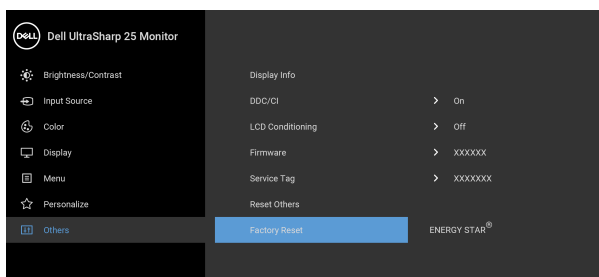 DELL Dell UltraSharp 25 Monitor
Brightness/Contrast Display Info
Input Source DDC/CI > On
Color LCD Conditioning > Off
Display Firmware > XXXXXX
Menu Service Tag > XXXXXXX
Personalize Reset Others
Others Factory Reset ENERGY STAR®